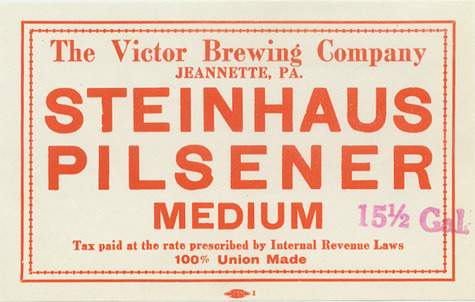 The Victor Brewing Company
JEANNETTE, PA.
STEINHAUS
PILSENER
MEDIUM
15½ Gal.
Tax paid at the rate prescribed by Internal Revenue Laws
100% Union Made
1